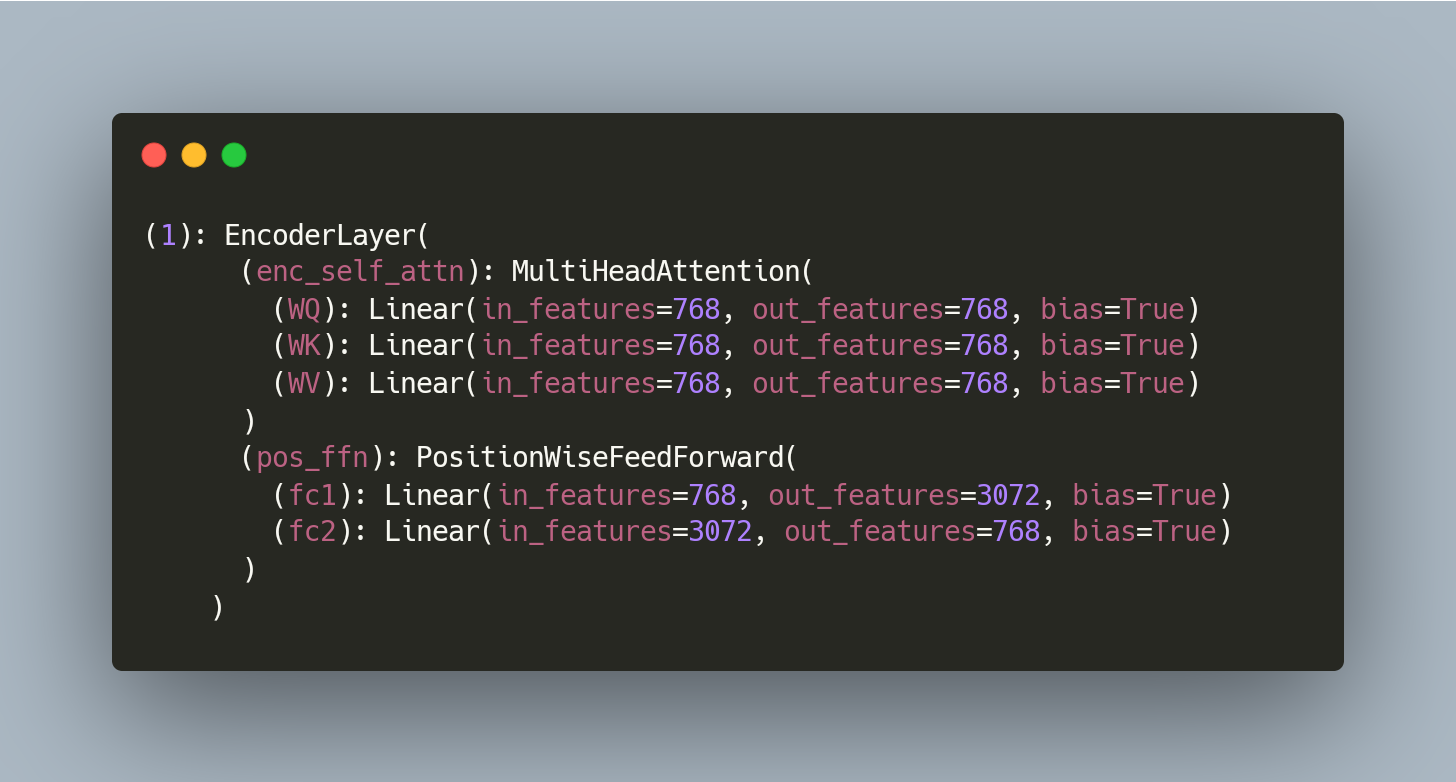 (1): EncoderLayer(
      (enc_self_attn): MultiHeadAttention(
        (WQ): Linear(in_features=768, out_features=768, bias=True)
        (WK): Linear(in_features=768, out_features=768, bias=True)
        (WV): Linear(in_features=768, out_features=768, bias=True)
      )
      (pos_ffn): PositionWiseFeedForward(
        (fc1): Linear(in_features=768, out_features=3072, bias=True)
        (fc2): Linear(in_features=3072, out_features=768, bias=True)
      )
    )